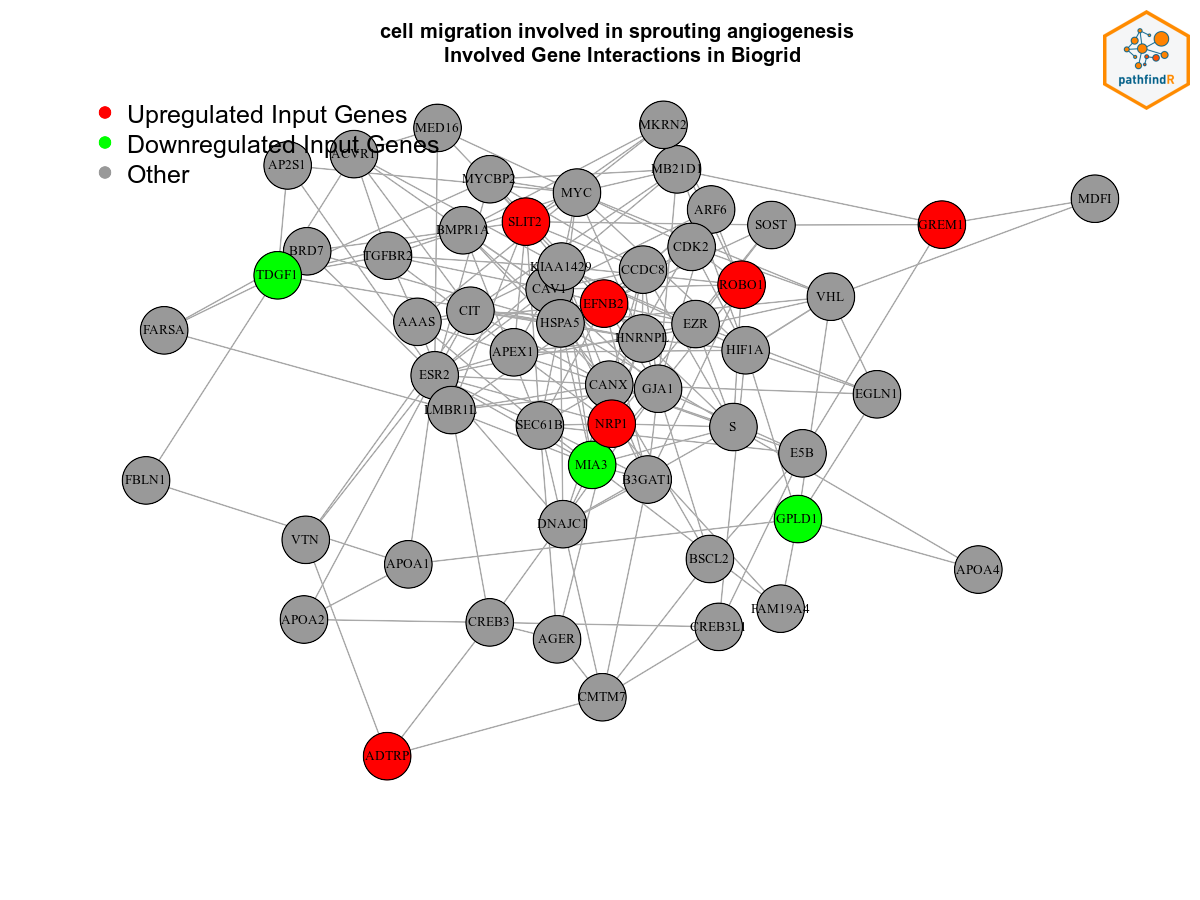 cell migration involved in sprouting angiogenesis
Involved Gene Interactions in Biogrid
pathfindR
Upregulated Input Genes
Downregulated Input Genes
Other
MED16
MKRN2
ACVR1
AP2S1
MYCBP2
MB21D1
MYC
MDFI
ARF6
SLIT2
SOST
GREM1
BMPR1A
CDK2
BRD7
TGFBR2
KIAA1429
CCDC8
TDGF1
ROBO1
CAV1
VHL
EFNB2
CIT
AAAS
HSPA5
EZR
FARSA
HNRNPL
APEX1
HIF1A
ESR2
CANX
GJA1
EGLN1
LMBR1L
NRP1
SEC61B
S
E5B
MIA3
FBLN1
B3GAT1
GPLD1
DNAJC1
VTN
BSCL2
APOA1
APOA4
FAM19A4
APOA2
CREB3
CREB3L1
AGER
CMTM7
ADTRP